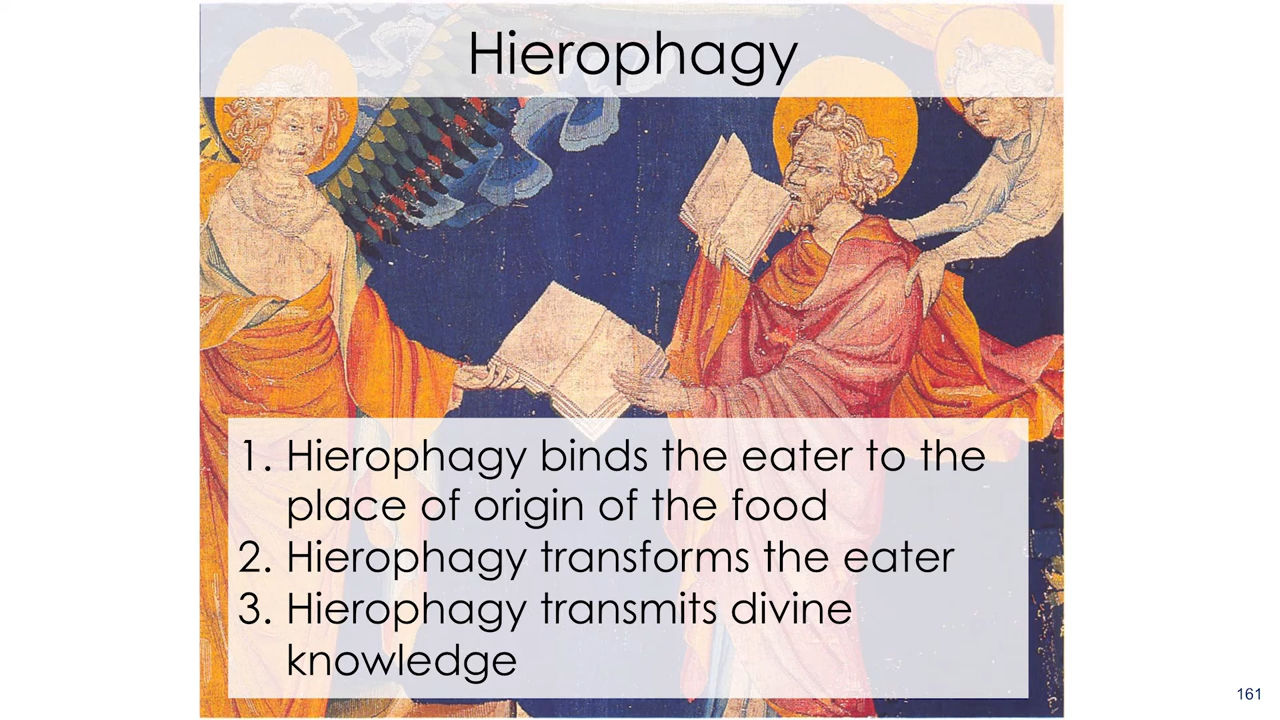 Hierophagy
1. Hierophagy binds the eater to the
place of origin of the food
2. Hierophagy transforms the eater
3. Hierophagy transmits divine
knowledge
161